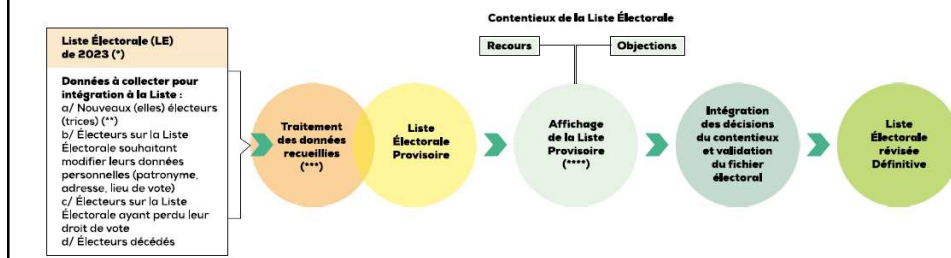 Contentieux de la Liste Électorale
Recours
Objections
Liste Électorale (LE)
de 2023 (*)
Données à collecter pour
intégration à la Liste :
a/ Nouveaux (elles) électeurs
(trices) (**)
b/ Électeurs sur la Liste
Électorale souhaitant
modifier leurs données
personnelles (patronyme,
adresse, lieu de vote)
c/ Électeurs sur la Liste
Électorale ayant perdu leur
droit de vote
d/ Électeurs décédés
Traitement
des données
recueillies
(***)
Liste
Électorale
Provisoire
Affichage
de la Liste
Provisoire
(****)
Intégration
des décisions
du contentieux
et validation
du fichier
électoral
Liste
Électorale
révisée
Définitive